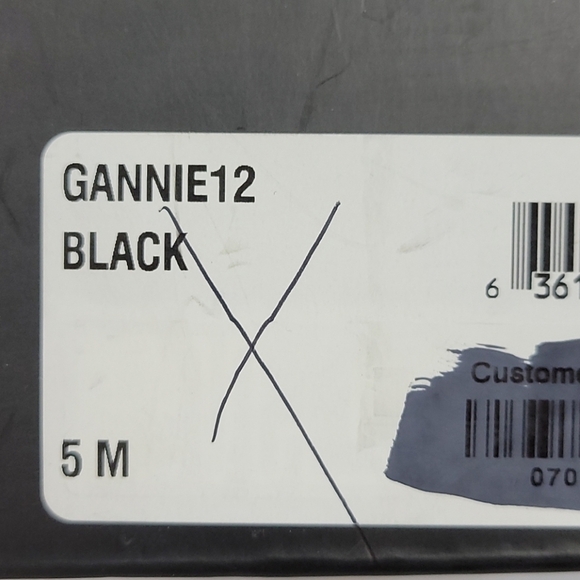 GANNIE12
BLACK
6 361
Custome
5 M
070